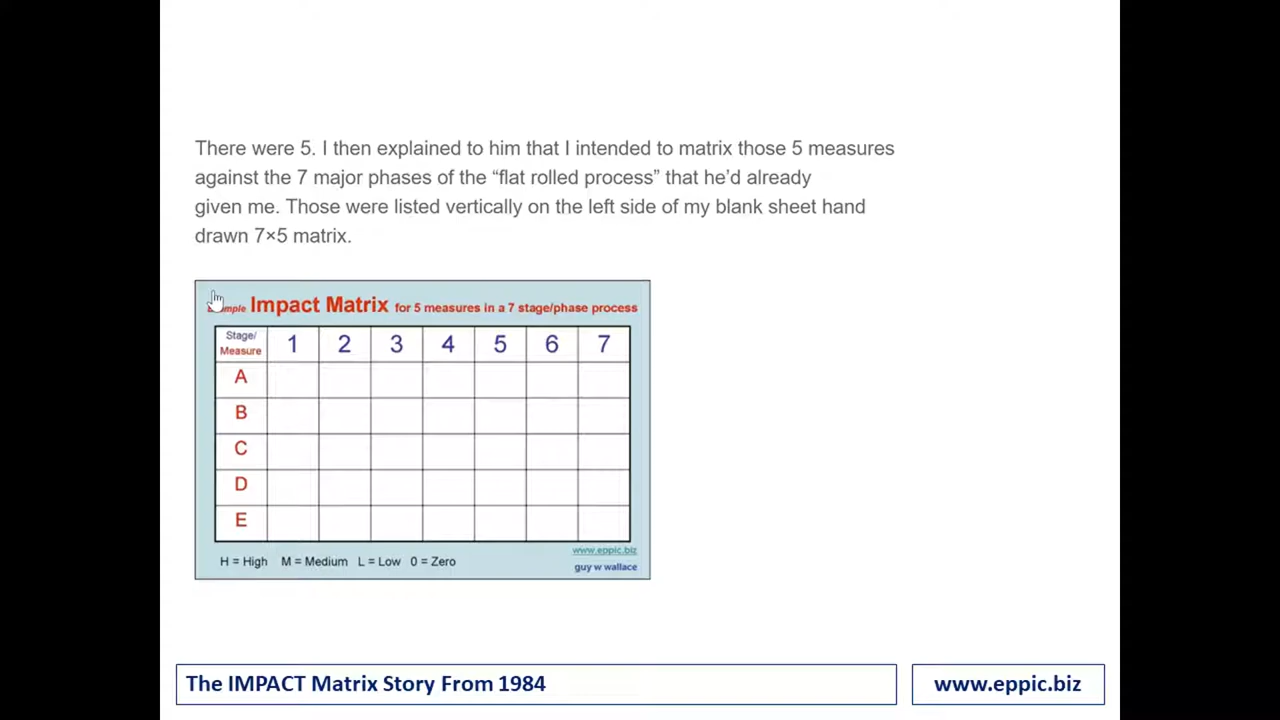 There were 5. I then explained to him that I intended to matrix those 5 measures
against the 7 major phases of the “flat rolled process” that he’d already
given me. Those were listed vertically on the left side of my blank sheet hand
drawn 7×5 matrix.
Impact Matrix for 5 measures in a 7 stage/phase process
Stage/ 1 2 3 4 5 6 7
Measure
A
B
C
D
E
www.eppic.biz
H = High M = Medium L = Low 0 = Zero
guy w wallace
The IMPACT Matrix Story From 1984
www.eppic.biz